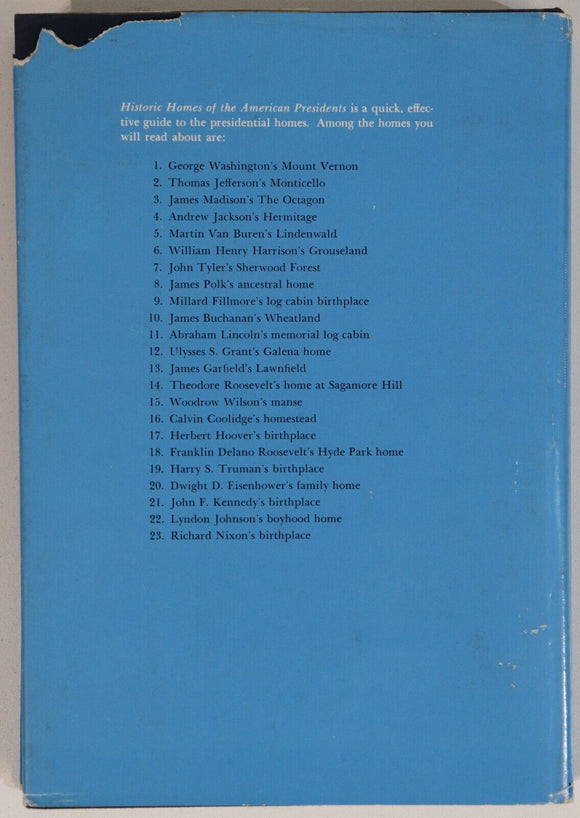 Historic Homes of the American Presidents is a quick, effec-
tive guide to the presidential homes. Among the homes you
will read about are:
1. George Washington's Mount Vernon
2. Thomas Jefferson's Monticello
3. James Madison's The Octagon
4. Andrew Jackson's Hermitage
5. Martin Van Buren's Lindenwald
6. William Henry Harrison's Grouseland
7. John Tyler's Sherwood Forest
8. James Polk's ancestral home
9. Millard Fillmore's log cabin birthplace
10. James Buchanan's Wheatland
11. Abraham Lincoln's memorial log cabin
12. Ulysses S. Grant's Galena home
13. James Garfield's Lawnfield
14. Theodore Roosevelt's home at Sagamore Hill
15. Woodrow Wilson's manse
16. Calvin Coolidge's homestead
17. Herbert Hoover's birthplace
18. Franklin Delano Roosevelt's Hyde Park home
19. Harry S. Truman's birthplace
20. Dwight D. Eisenhower's family home
21. John F. Kennedy's birthplace
22. Lyndon Johnson's boyhood home
23. Richard Nixon's birthplace